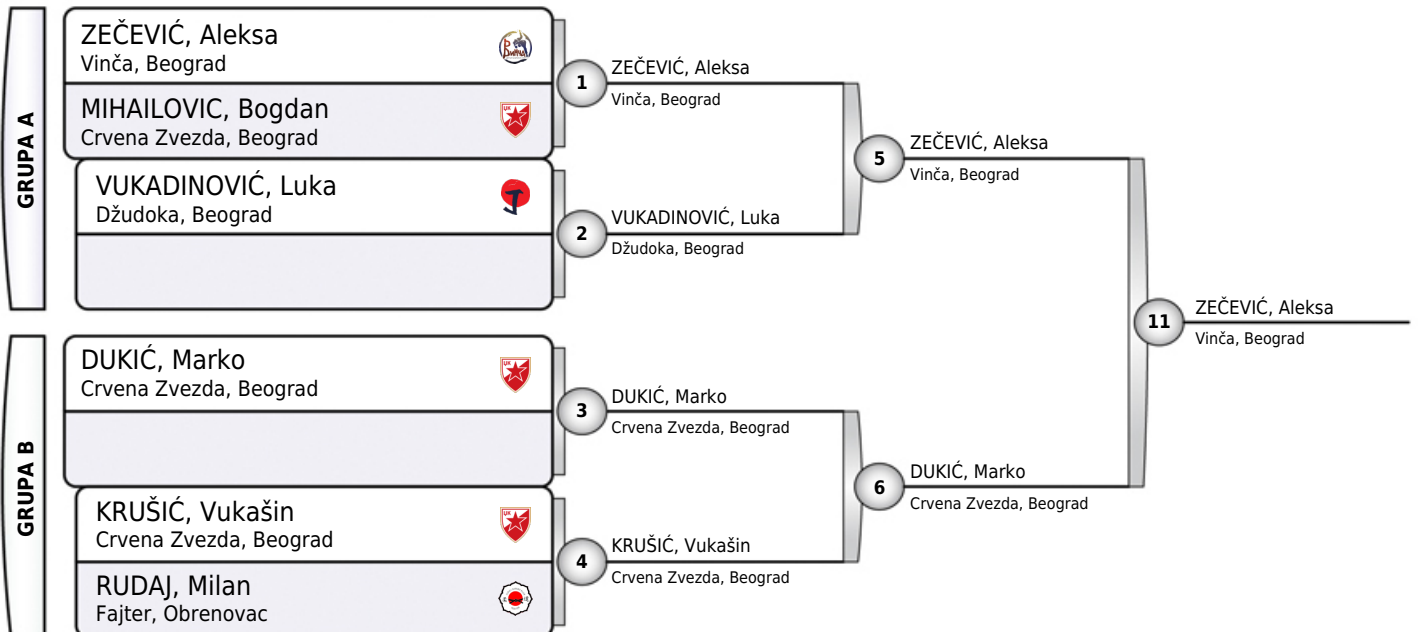 GRUPA A
ZEČEVIĆ, Aleksa
Vinča, Beograd
MIHAILOVIC, Bogdan
Crvena Zvezda, Beograd
VUKADINOVIĆ, Luka
Džudoka, Beograd
1
ZEČEVIĆ, Aleksa
Vinča, Beograd
2
VUKADINOVIĆ, Luka
Džudoka, Beograd
5
ZEČEVIĆ, Aleksa
Vinča, Beograd
GRUPA B
DUKIĆ, Marko
Crvena Zvezda, Beograd
KRUŠIĆ, Vukašin
Crvena Zvezda, Beograd
RUDAJ, Milan
Fajter, Obrenovac
3
DUKIĆ, Marko
Crvena Zvezda, Beograd
4
KRUŠIĆ, Vukašin
Crvena Zvezda, Beograd
6
DUKIĆ, Marko
Crvena Zvezda, Beograd
11
ZEČEVIĆ, Aleksa
Vinča, Beograd